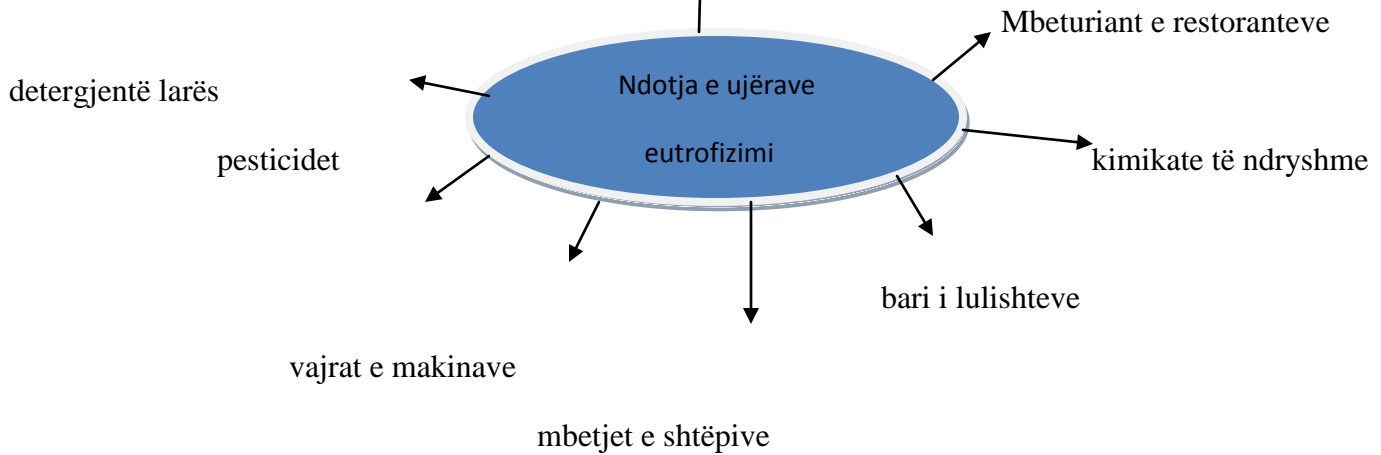 Mbeturiant e restoranteve
Ndotja e ujërave
detergjentë larës
eutrofizimi
pesticidet
kimikate të ndryshme
bari i lulishteve
vajrat e makinave
mbetjet e shtëpive